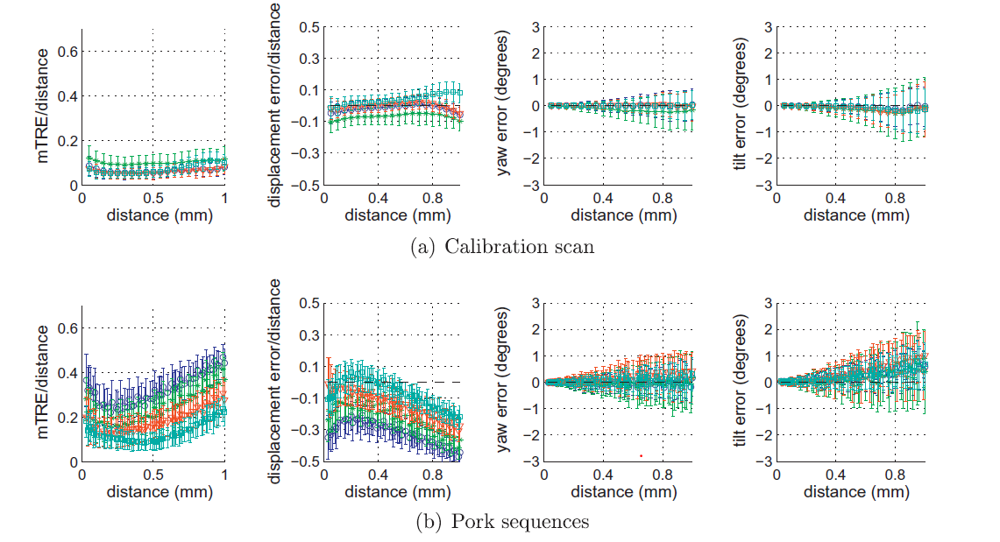 mTRE/distance
0.6
0.4
0.2
0
0 0.5 1
distance (mm)
displacement error/distance
0.5
0.3
0.1
−0.1
−0.3
−0.5
0 0.4 0.8
distance (mm)
yaw error (degrees)
3
2
1
0
−1
−2
−3
0 0.4 0.8
distance (mm)
tilt error (degrees)
3
2
1
0
−1
−2
−3
0 0.4 0.8
distance (mm)
(a) Calibration scan
mTRE/distance
0.6
0.4
0.2
0
0 0.5 1
distance (mm)
displacement error/distance
0.5
0.3
0.1
−0.1
−0.3
−0.5
0 0.4 0.8
distance (mm)
yaw error (degrees)
3
2
1
0
−1
−2
−3
0 0.4 0.8
distance (mm)
tilt error (degrees)
3
2
1
0
−1
−2
−3
0 0.4 0.8
distance (mm)
(b) Pork sequences